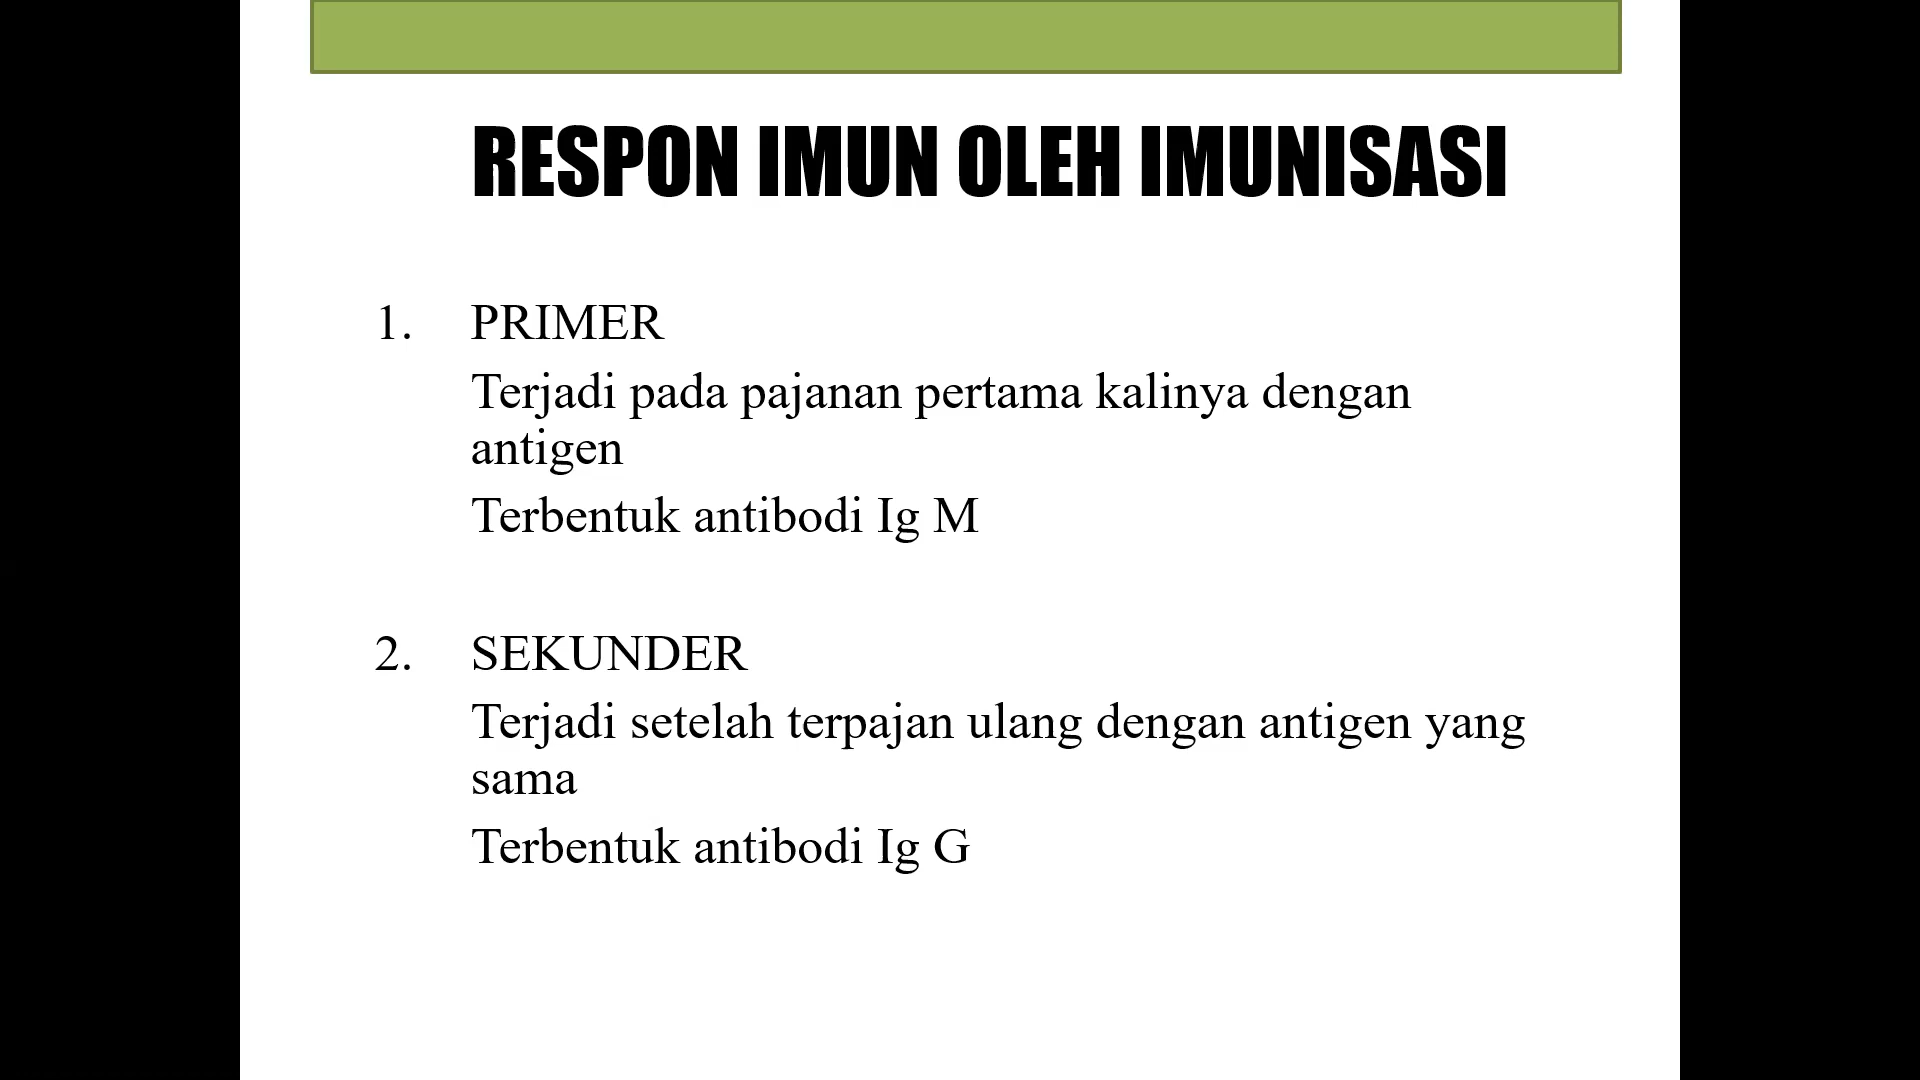 RESPON IMUN OLEH IMUNISASI
1. PRIMER
Terjadi pada pajanan pertama kalinya dengan
antigen
Terbentuk antibodi Ig M
2. SEKUNDER
Terjadi setelah terpajan ulang dengan antigen yang
sama
Terbentuk antibodi Ig G